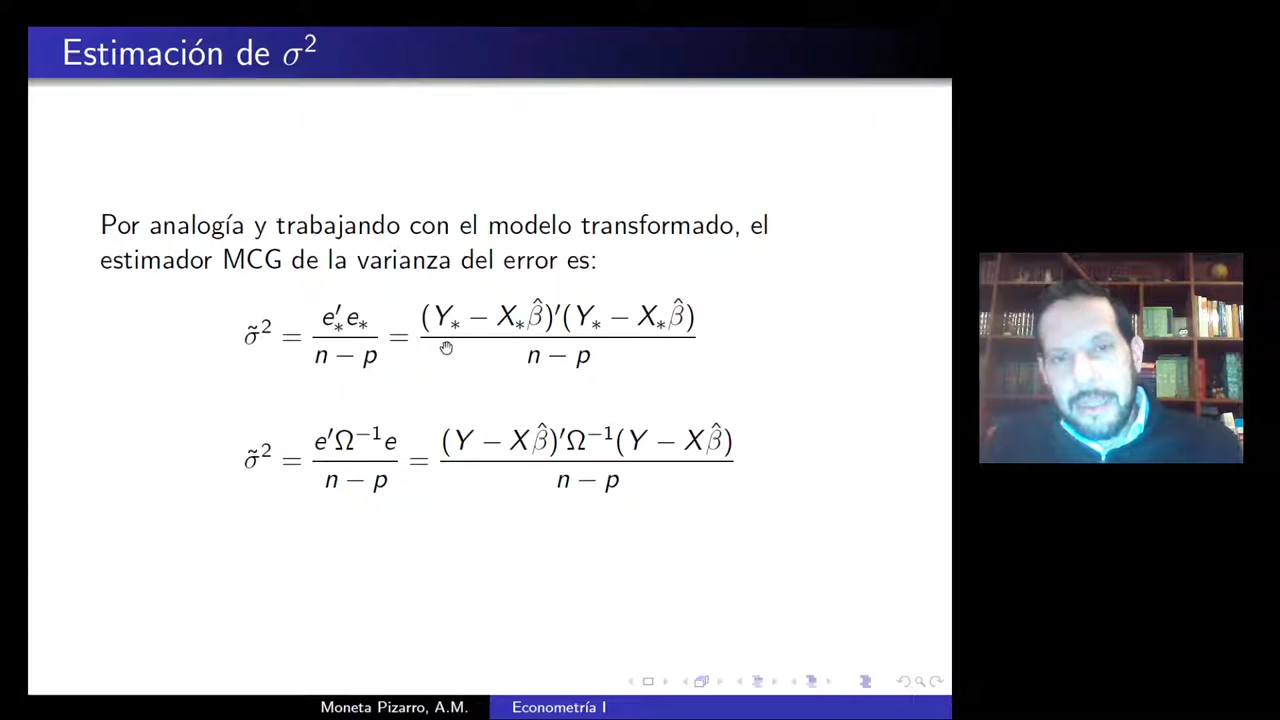 Estimación de σ²
Por analogía y trabajando con el modelo transformado, el
estimador MCG de la varianza del error es:
σ̃² = e′₎e₎ / (n − p) = (Y₎ − X₎β̂)′(Y₎ − X₎β̂) / (n − p)
σ̃² = e′Ω⁻¹e / (n − p) = (Y − Xβ̂)′Ω⁻¹(Y − Xβ̂) / (n − p)
Moneta Pizarro, A.M.
Econometría I